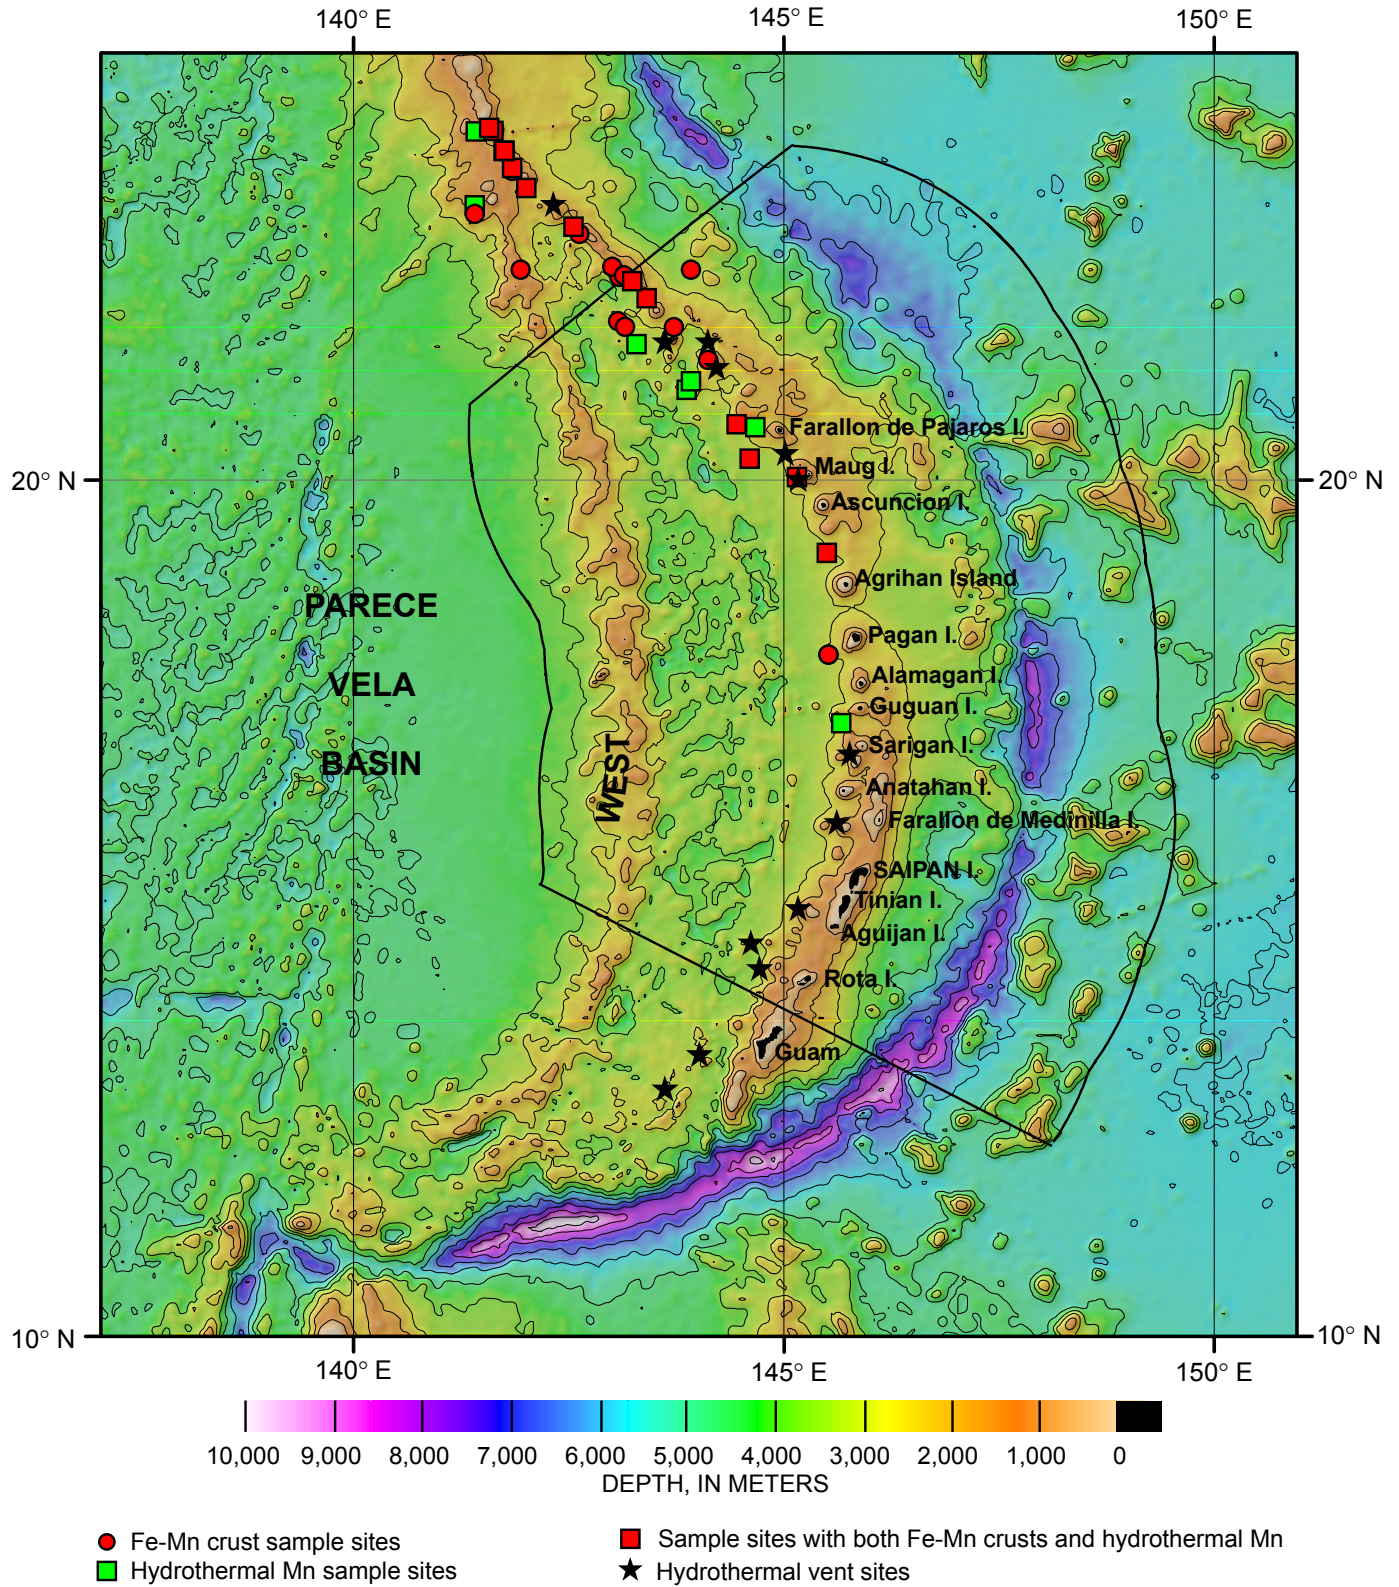 140° E
145° E
150° E
Farallon de Pajaros I.
Maug I.
20° N
20° N
Ascuncion I.
Agrihan Island
PARECE
Pagan I.
VELA
Alamagan I.
Guguan I.
WEST
Sarigan I.
BASIN
Anatahan I.
Farallon de Medinilla I.
SAIPAN I.
Tinian I.
Aguijan I.
Rota I.
Guam
10° N
10° N
140° E
145° E
150° E
10,000 9,000 8,000 7,000 6,000 5,000 4,000 3,000 2,000 1,000 0
DEPTH, IN METERS
Fe-Mn crust sample sites
Sample sites with both Fe-Mn crusts and hydrothermal Mn
Hydrothermal Mn sample sites
Hydrothermal vent sites